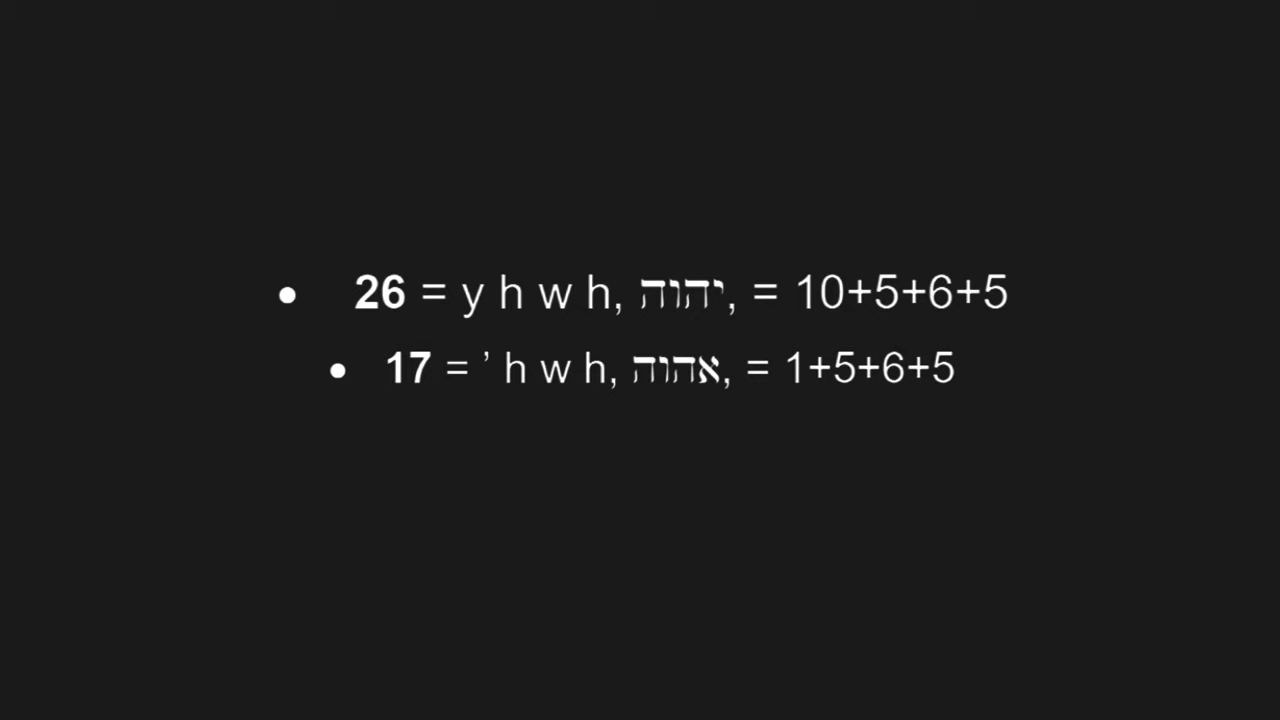 • 26 = y h w h, יהוה, = 10+5+6+5
• 17 = ’ h w h, אהוה, = 1+5+6+5